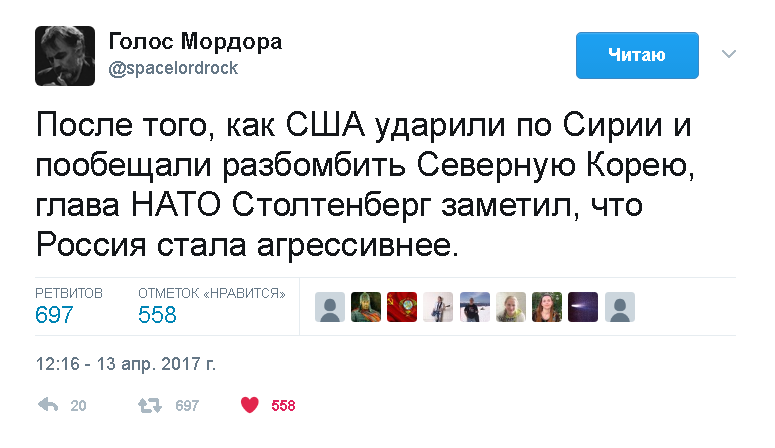 Голос Мордора
@spacelordrock
Читаю
После того, как США ударили по Сирии и
пообещали разбомбить Северную Корею,
глава НАТО Столтенберг заметил, что
Россия стала агрессивнее.
РЕТВИТОВ ОТМЕТОК «НРАВИТСЯ»
697 558
12:16 - 13 апр. 2017 г.
20 697 558